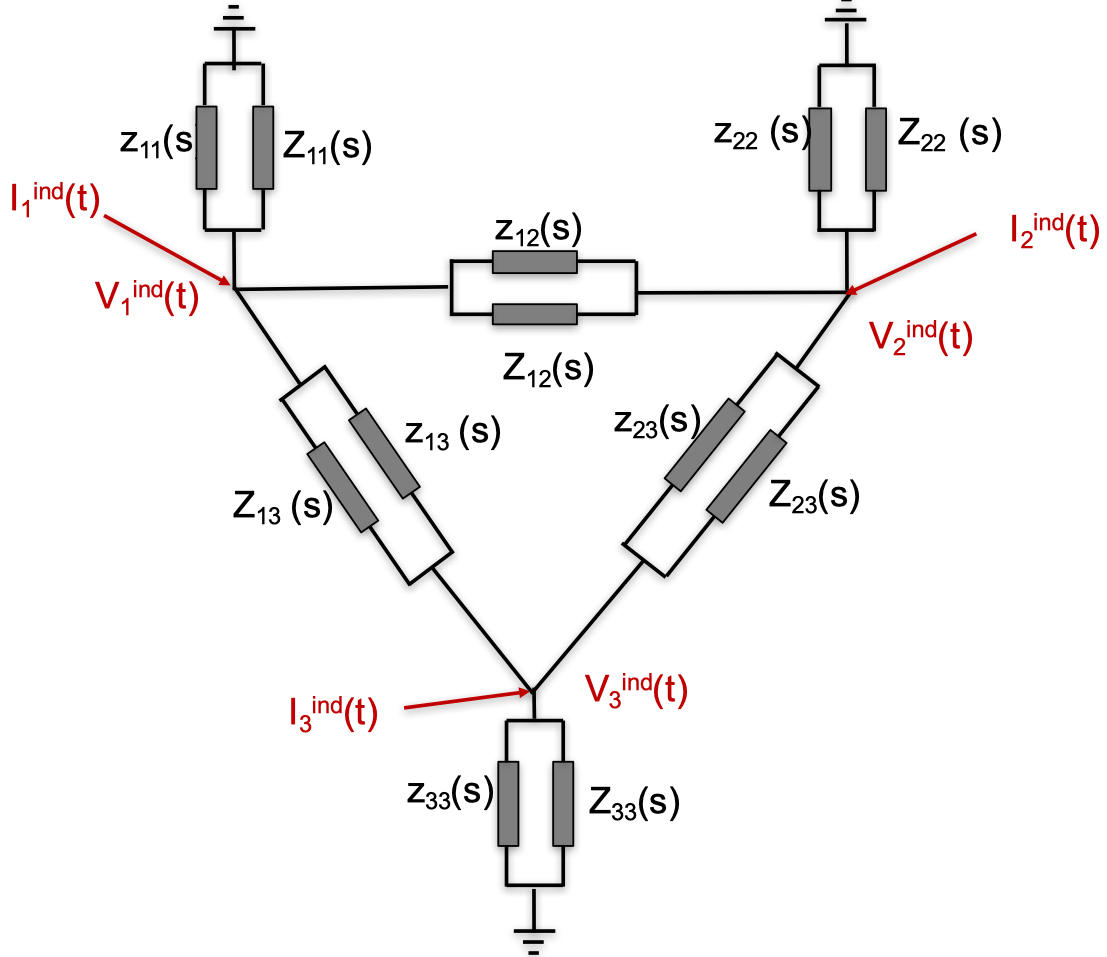 z₁₁(s
Z₁₁(s)
z₂₂ (s)
Z₂₂ (s)
I₁ⁱⁿᵈ(t)
z₁₂(s)
I₂ⁱⁿᵈ(t)
V₁ⁱⁿᵈ(t)
V₂ⁱⁿᵈ(t)
Z₁₂(s)
z₁₃ (s)
z₂₃(s)
Z₁₃ (s)
Z₂₃(s)
V₃ⁱⁿᵈ(t)
I₃ⁱⁿᵈ(t)
z₃₃(s)
Z₃₃(s)